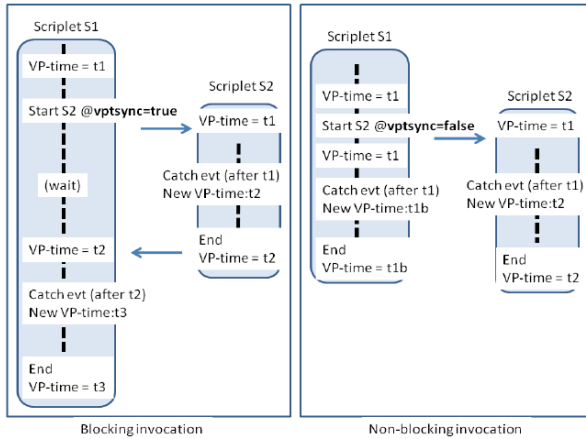 Scriplet S1
VP-time = t1
Start S2 @vptsync=true
(wait)
VP-time = t2
Catch evt (after t2)
New VP-time:t3
End
VP-time = t3
Scriplet S2
VP-time = t1
Catch evt (after t1)
New VP-time:t2
End
VP-time = t2
Blocking invocation
Scriplet S1
VP-time = t1
Start S2 @vptsync=false
VP-time = t1
Catch evt (after t1)
New VP-time:t1b
End
VP-time = t1b
Scriplet S2
VP-time = t1
Catch evt (after t1)
New VP-time:t2
End
VP-time = t2
Non-blocking invocation